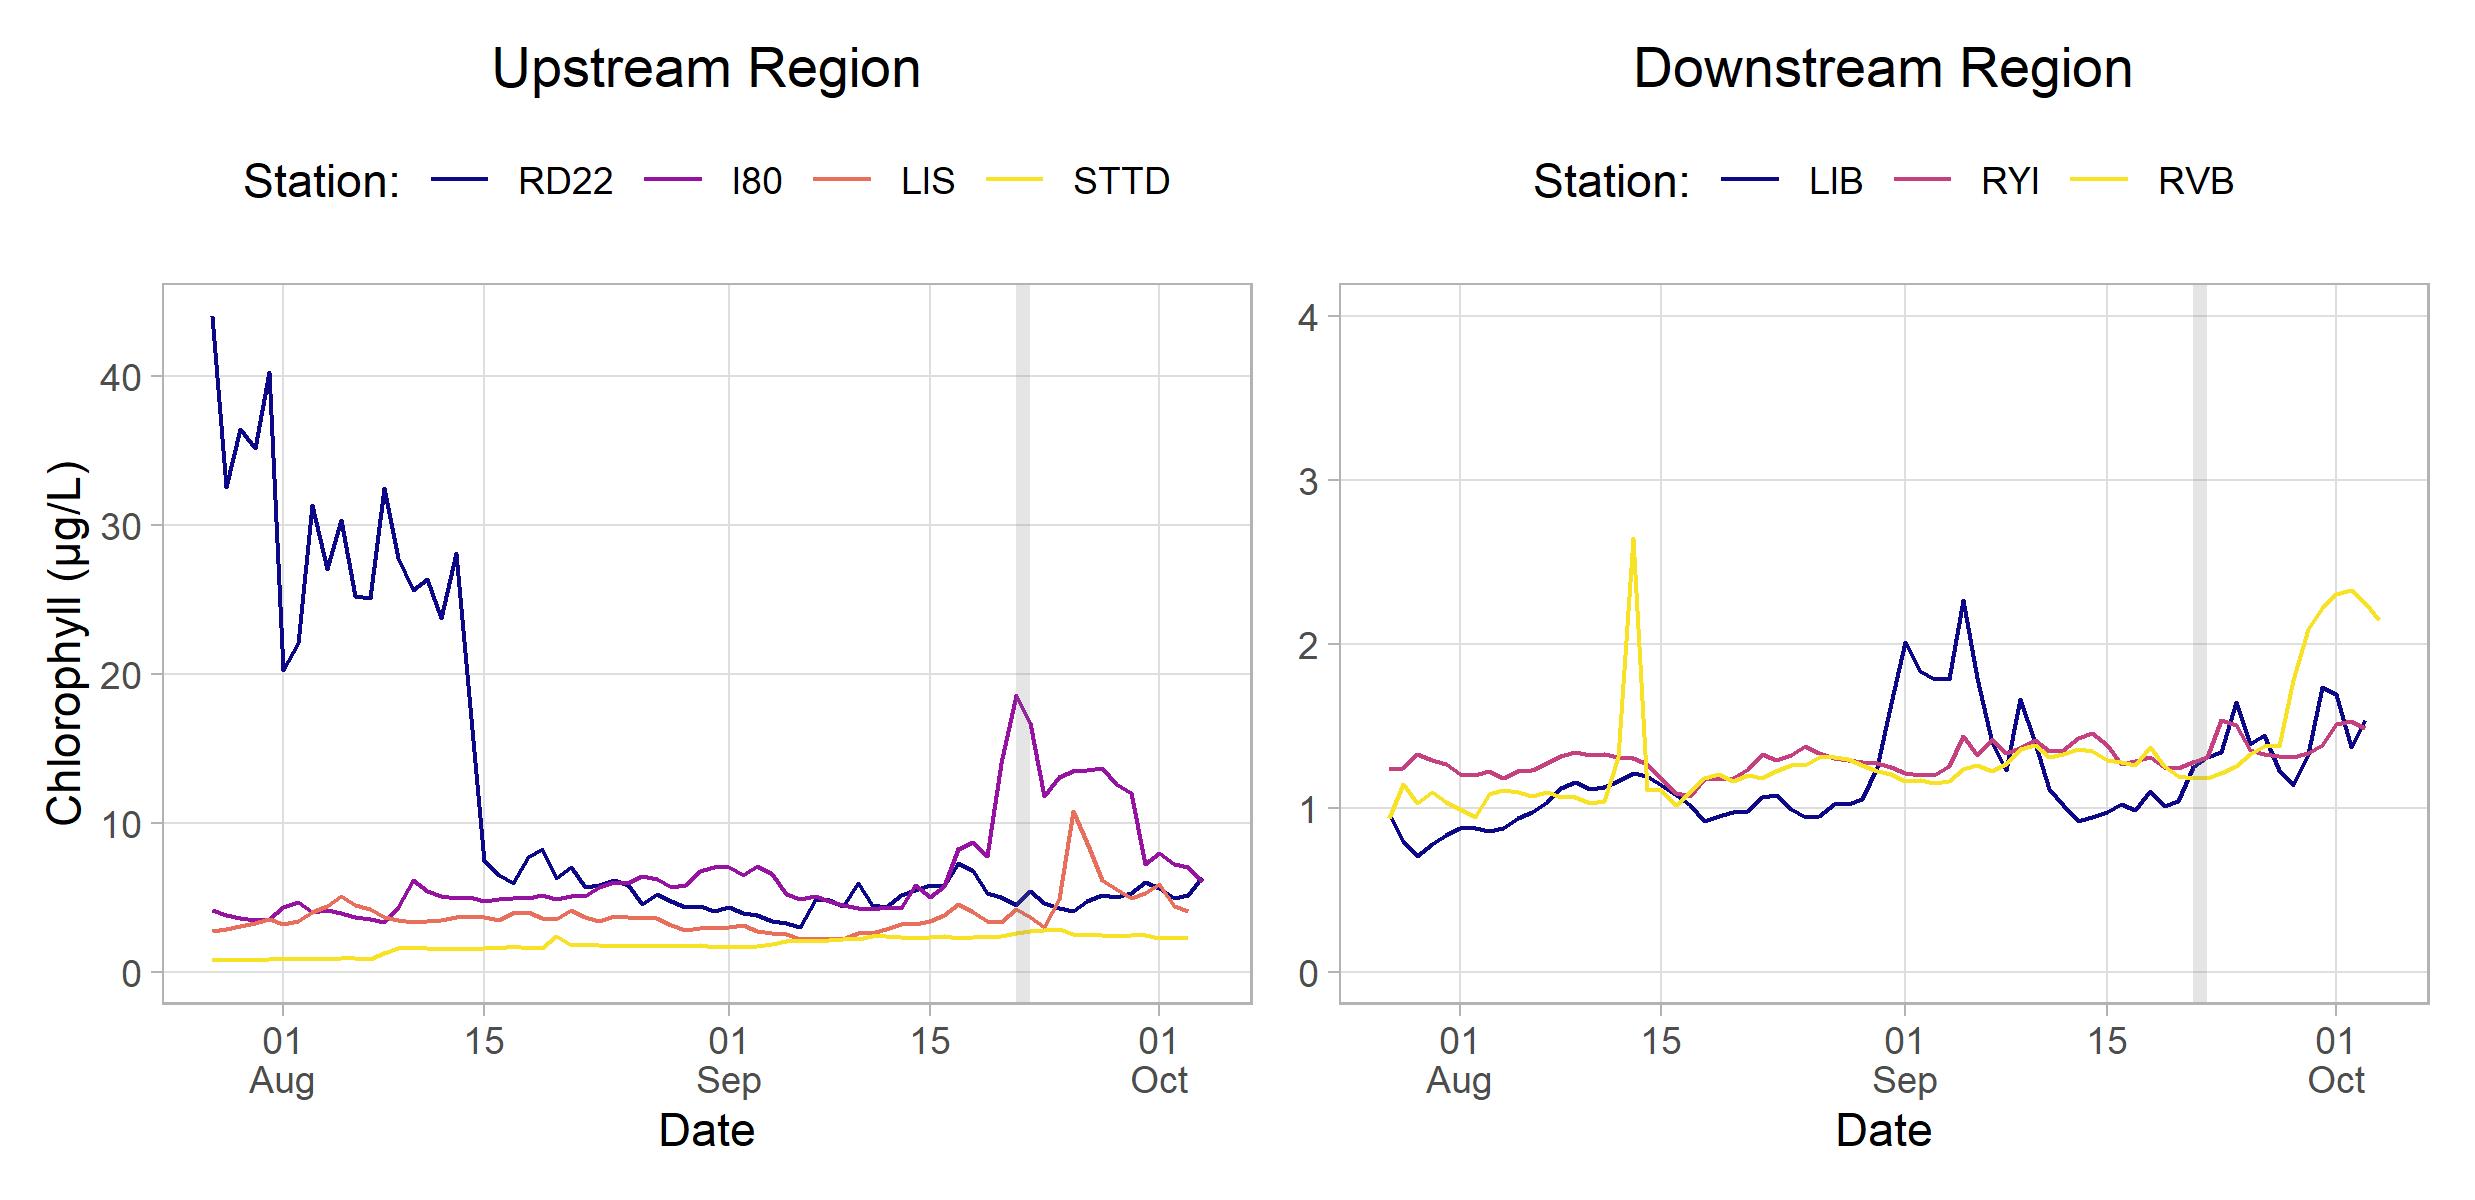 Upstream Region
Station: RD22 I80 LIS STTD
Chlorophyll (µg/L)
40
30
20
10
0
01 15 01 15 01
Aug Sep Oct
Date
Downstream Region
Station: LIB RYI RVB
4
3
2
1
0
01 15 01 15 01
Aug Sep Oct
Date